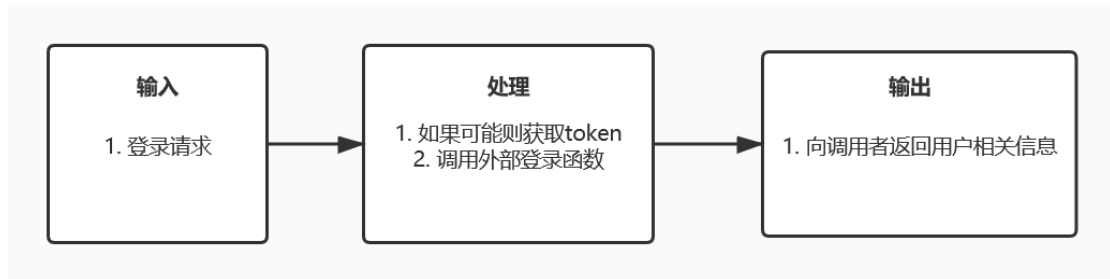 输入
1. 登录请求
处理
1. 如果可能则获取token
2. 调用外部登录函数
输出
1. 向调用者返回用户相关信息